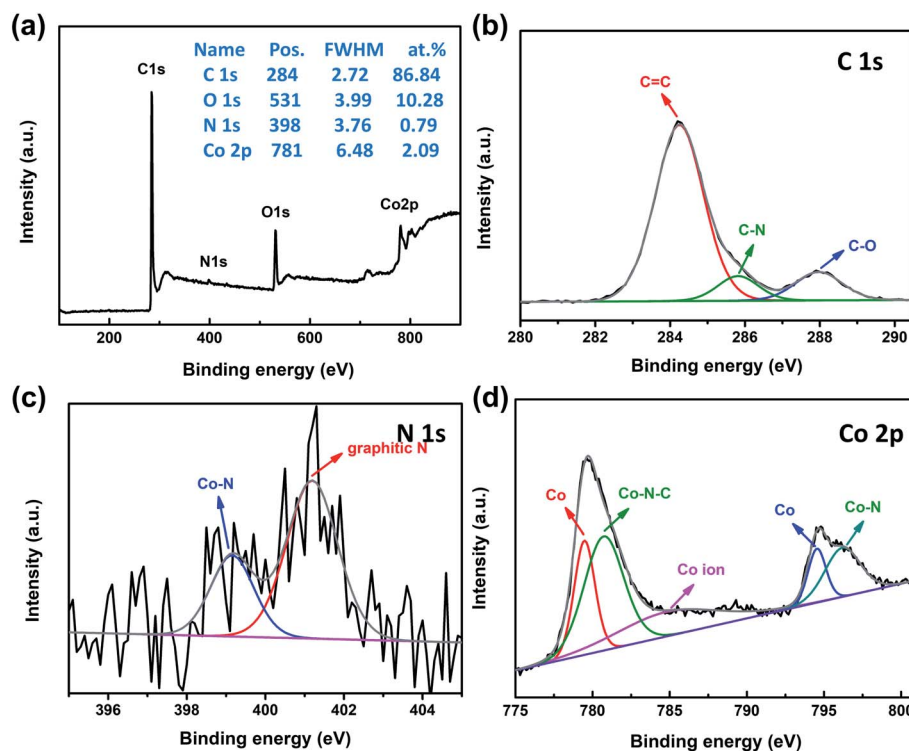 (a)
Name Pos. FWHM at.%
C 1s 284 2.72 86.84
O 1s 531 3.99 10.28
N 1s 398 3.76 0.79
Co 2p 781 6.48 2.09
C1s
N1s
O1s
Co2p
Intensity (a.u.)
200 400 600 800
Binding energy (eV)
(b)
C 1s
C=C
C-N
C-O
Intensity (a.u.)
280 282 284 286 288 290
Binding energy (eV)
(c)
N 1s
graphitic N
Co-N
Intensity (a.u.)
396 398 400 402 404
Binding energy (eV)
(d)
Co 2p
Co
Co-N-C
Co ion
Co
Co-N
Intensity (a.u.)
775 780 785 790 795 800
Binding energy (eV)